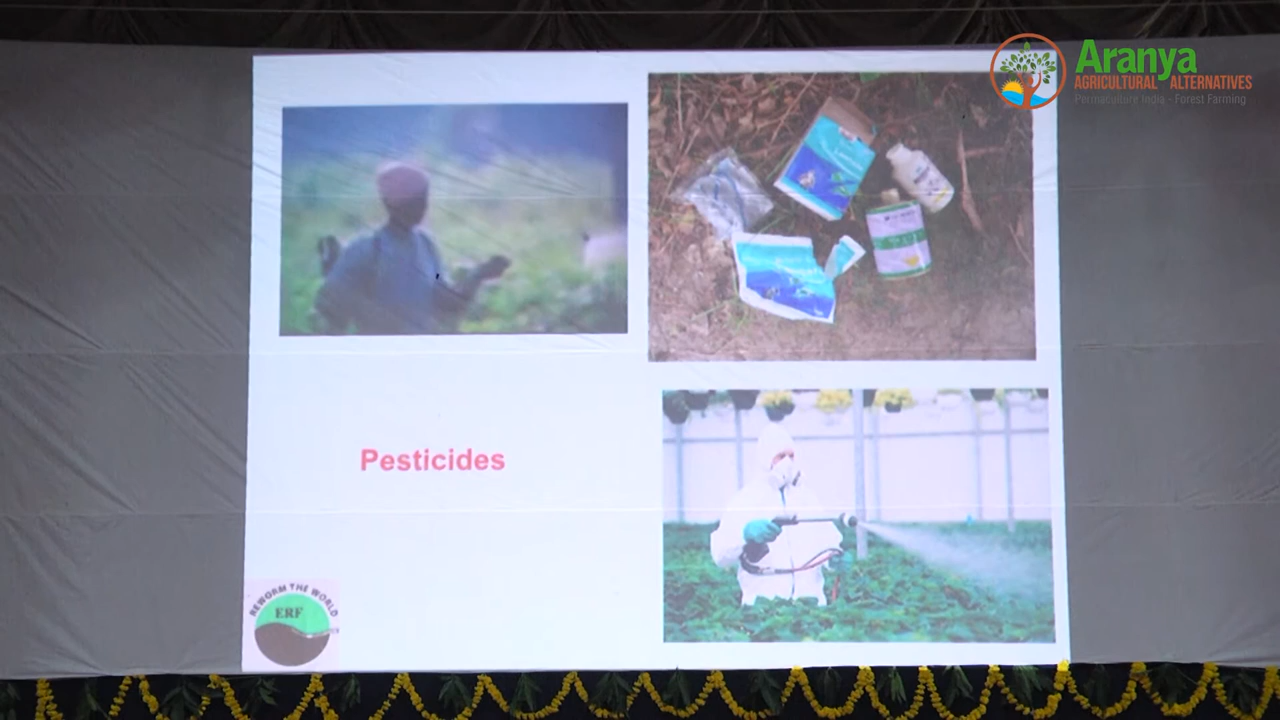 Aranya
AGRICULTURAL ALTERNATIVES
Permaculture India - Forest Farming
Pesticides
REWORM THE WORLD
ERF